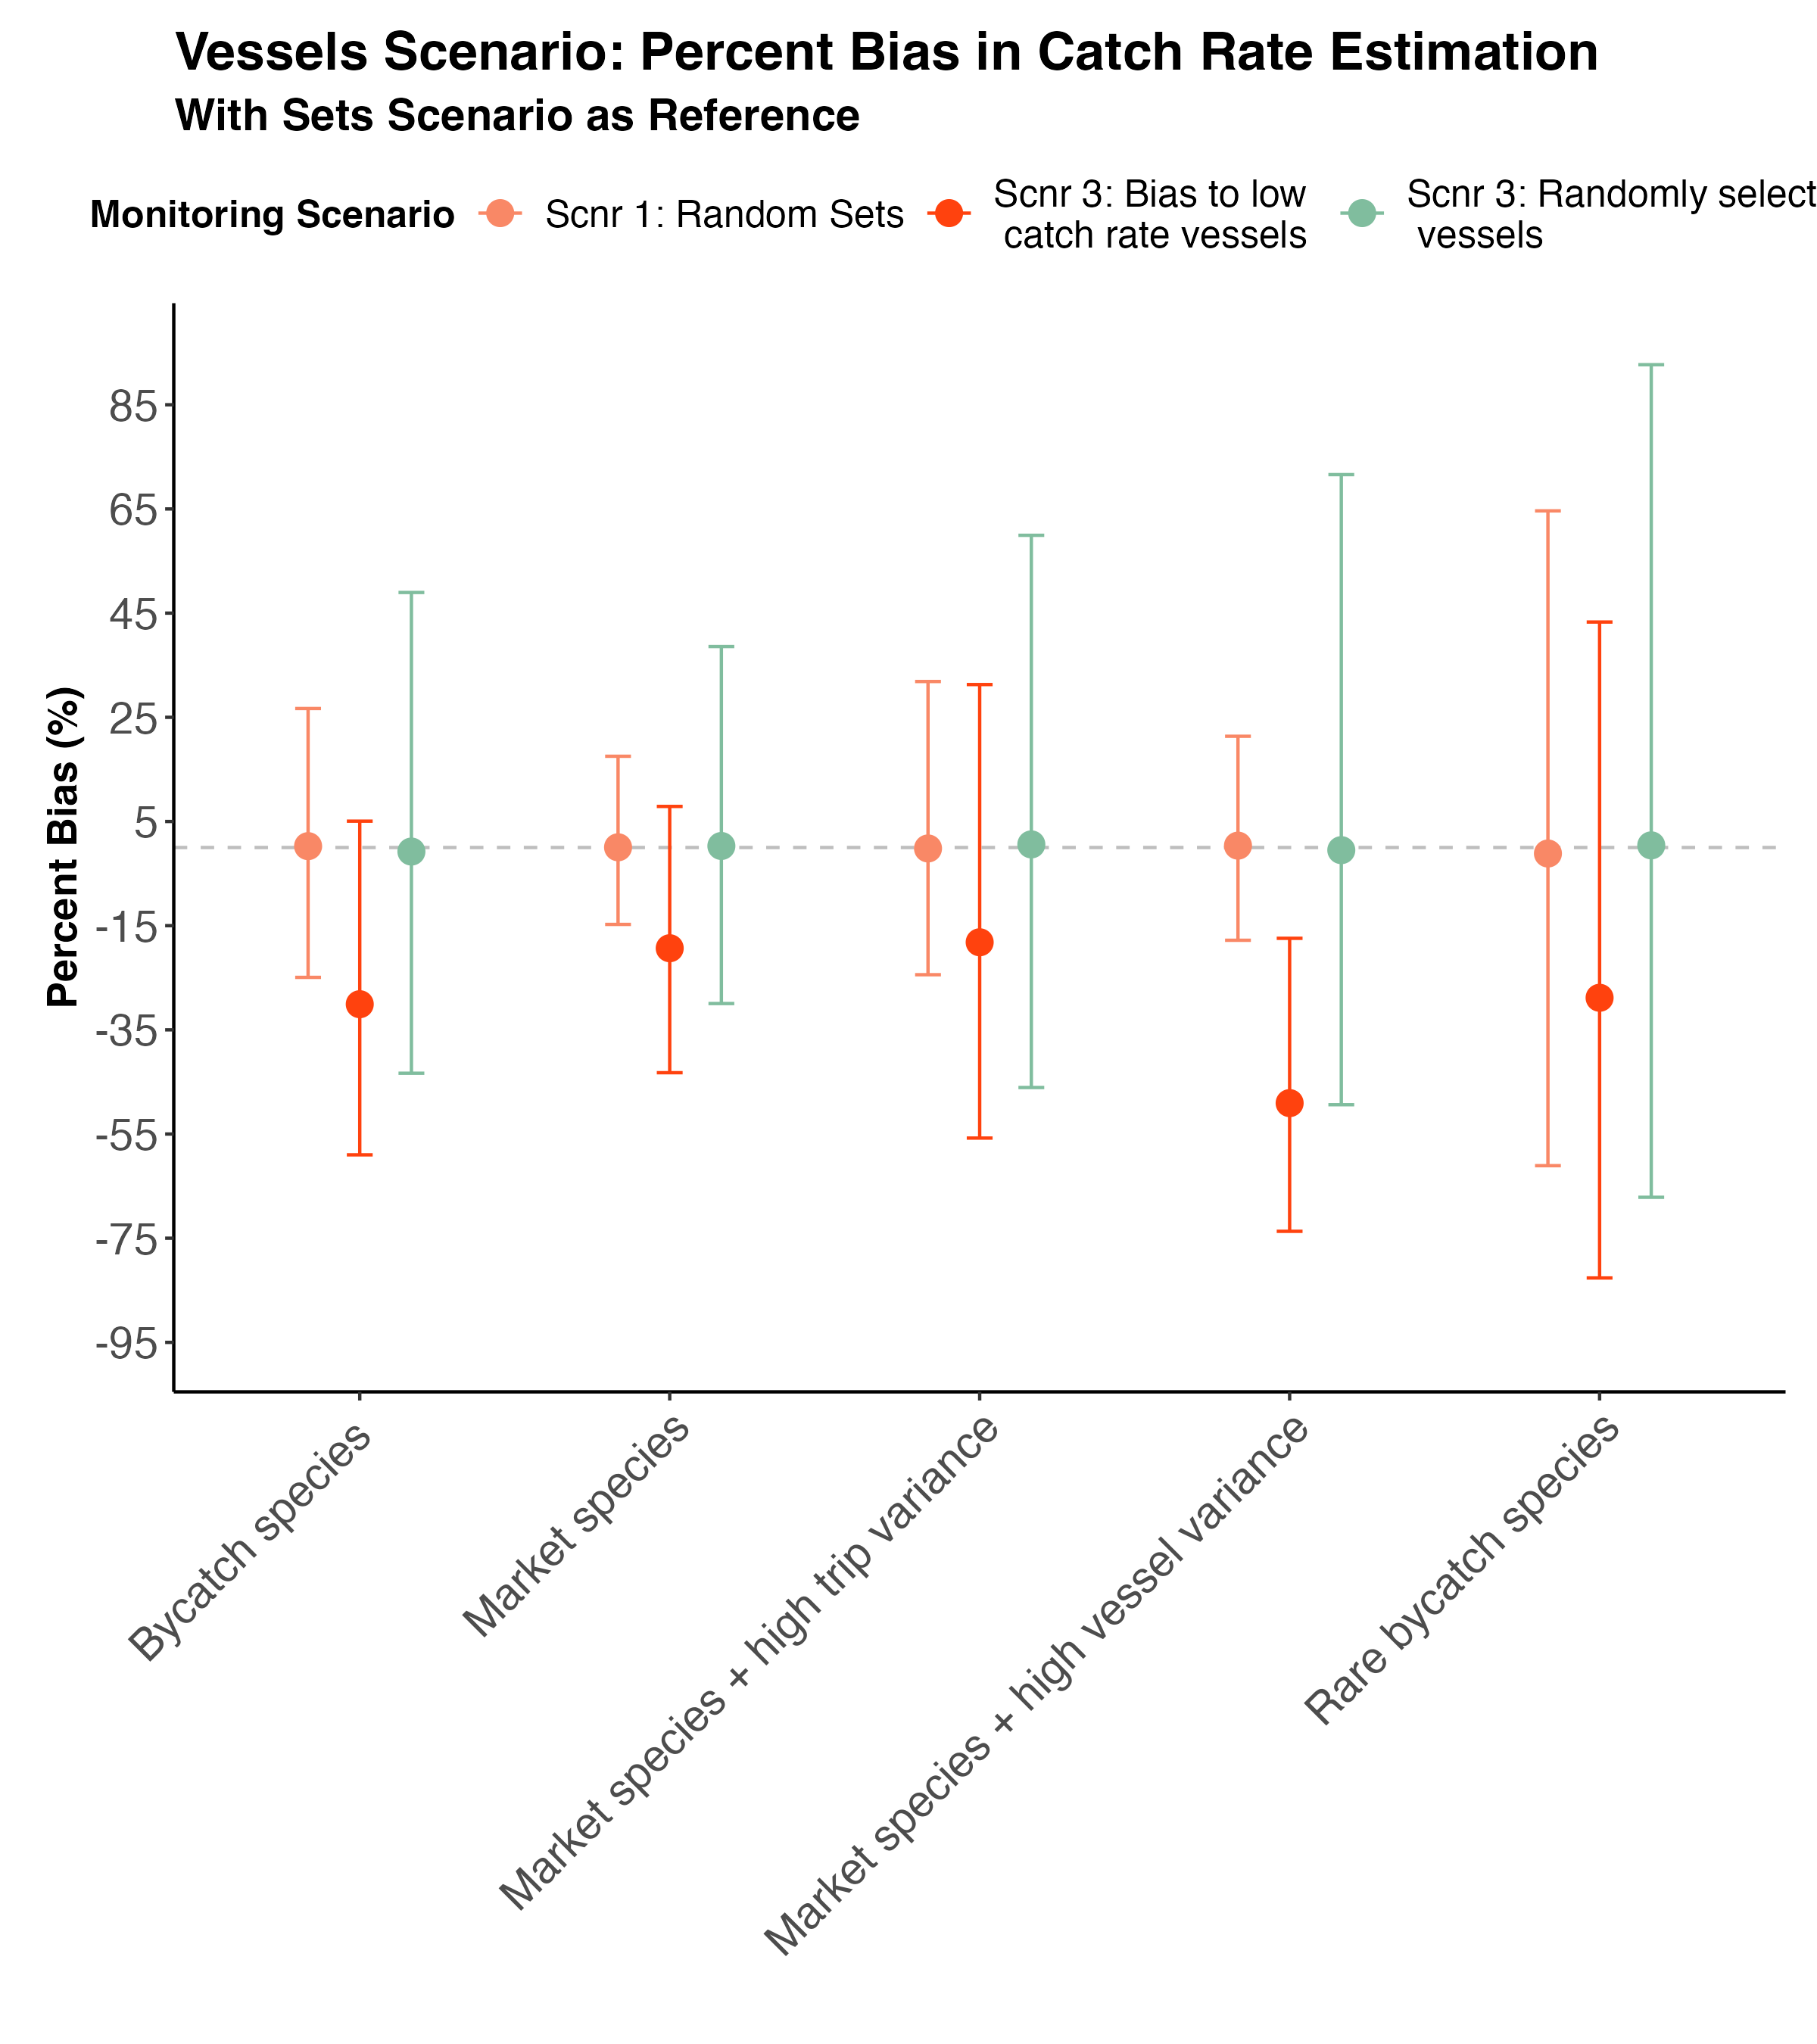 Vessels Scenario: Percent Bias in Catch Rate Estimation
With Sets Scenario as Reference
Monitoring Scenario
Scnr 1: Random Sets
Scnr 3: Bias to low
catch rate vessels
Scnr 3: Randomly select
vessels
Percent Bias (%)
85
65
45
25
5
-15
-35
-55
-75
-95
Bycatch species
Market species
Market species + high trip variance
Market species + high vessel variance
Rare bycatch species